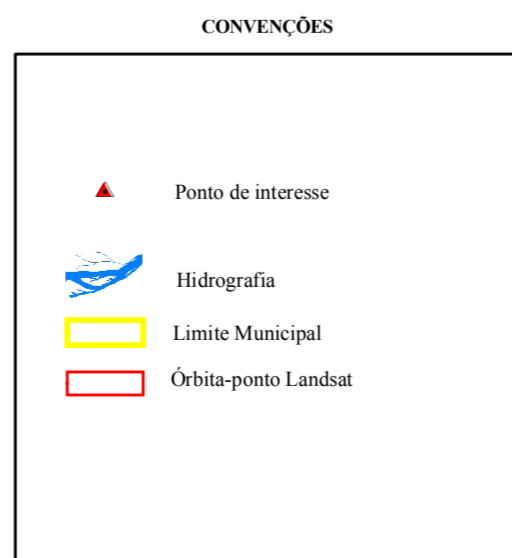 CONVENÇÕES
Ponto de interesse
Hidrografia
Limite Municipal
Órbita-ponto Landsat